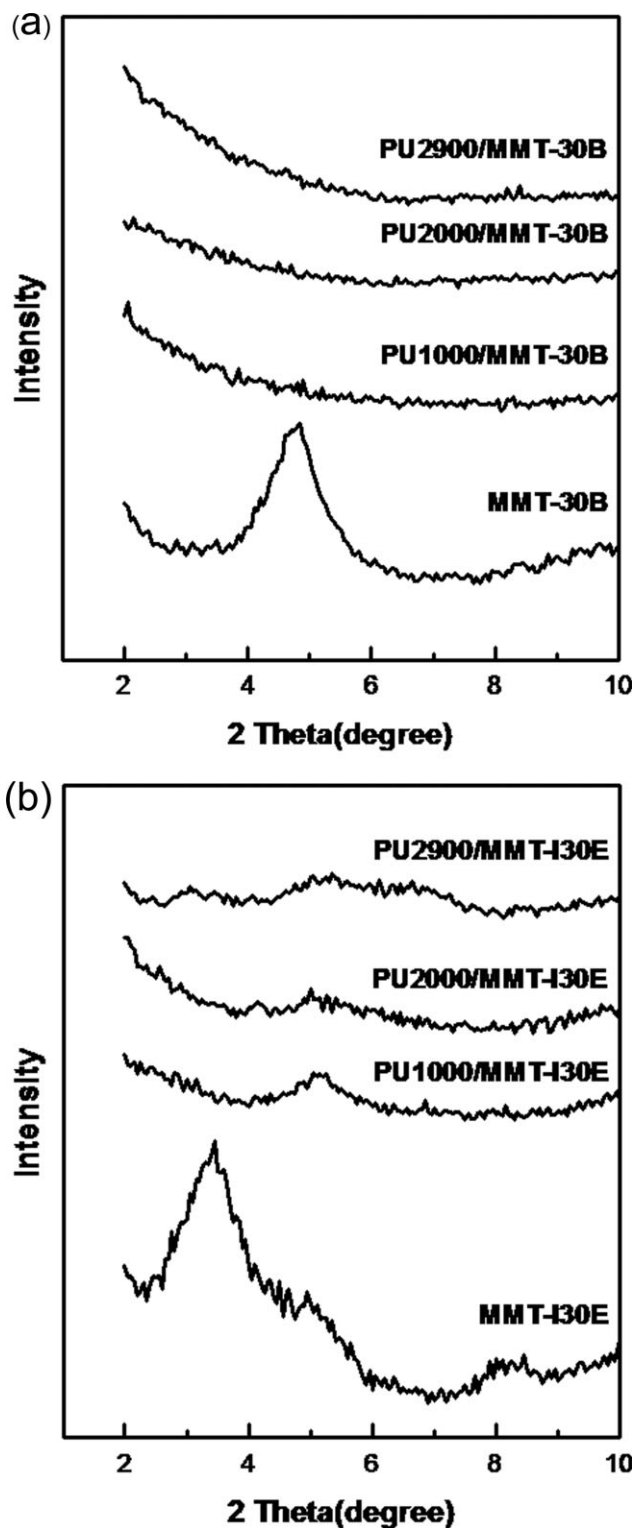 (a)
PU2900/MMT-30B
PU2000/MMT-30B
PU1000/MMT-30B
MMT-30B
Intensity
2 4 6 8 10
2 Theta(degree)
(b)
PU2900/MMT-I30E
PU2000/MMT-I30E
PU1000/MMT-I30E
MMT-I30E
Intensity
2 4 6 8 10
2 Theta(degree)